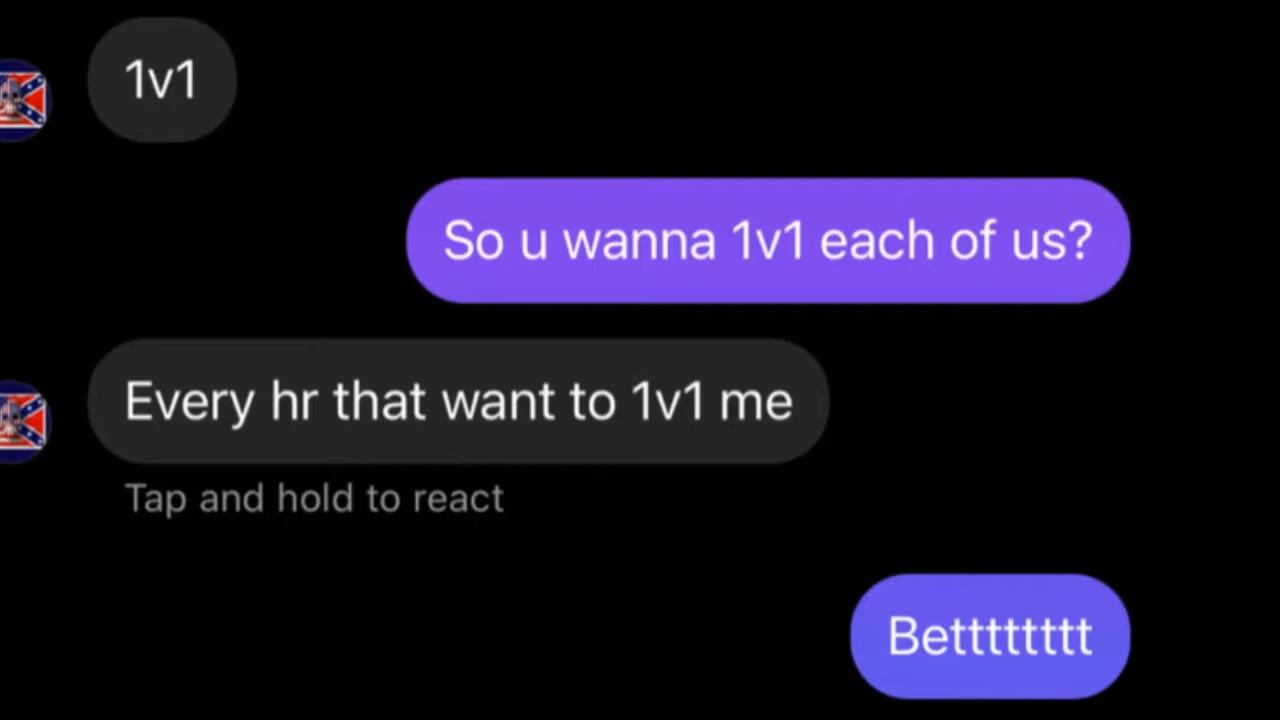 1v1
So u wanna 1v1 each of us?
Every hr that want to 1v1 me
Tap and hold to react
Betttttttt